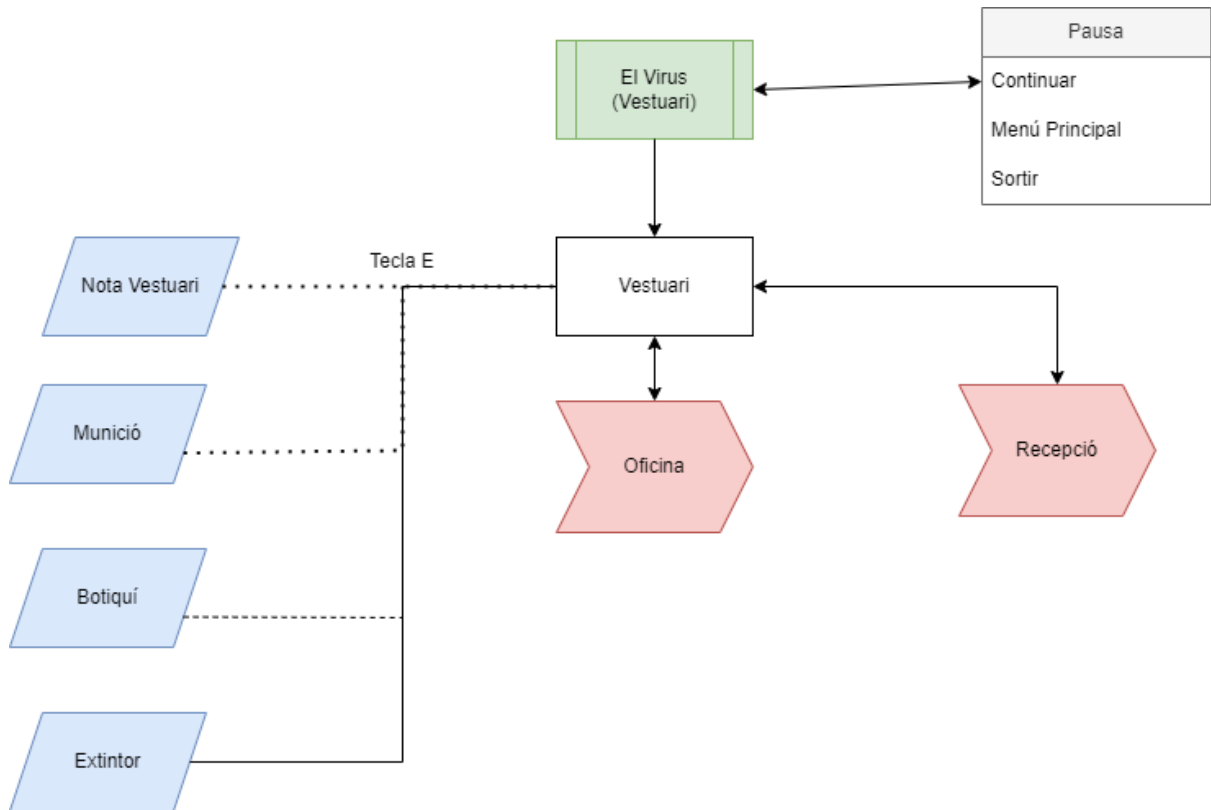 El Virus
(Vestuari)
Pausa
Continuar
Menú Principal
Sortir
Tecla E
Nota Vestuari
Vestuari
Munició
Oficina
Recepció
Botiquí
Extintor